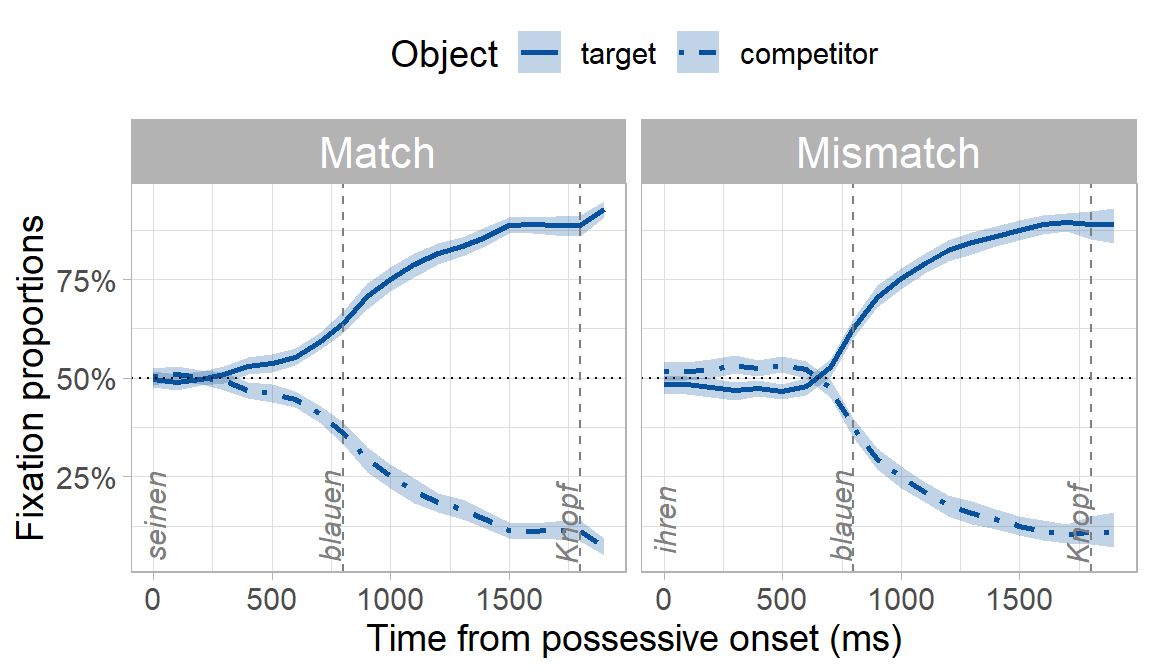 Object target competitor
Match Mismatch
Fixation proportions
75%
50%
25%
seinen blauen Knopf ihren blauen Knopf
0 500 1000 1500 0 500 1000 1500
Time from possessive onset (ms)